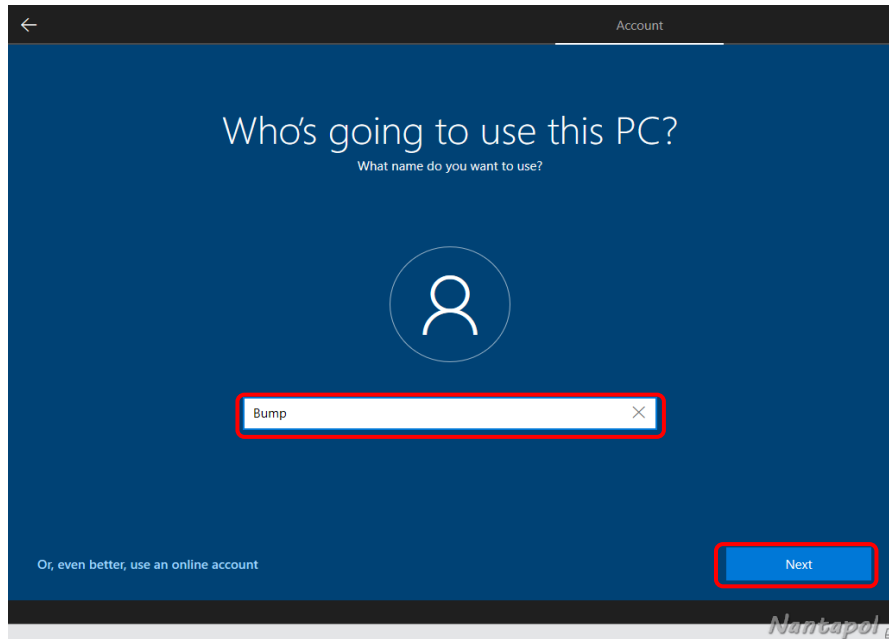 Account
Who's going to use this PC?
What name do you want to use?
Bump
Or, even better, use an online account
Next
Nantapol